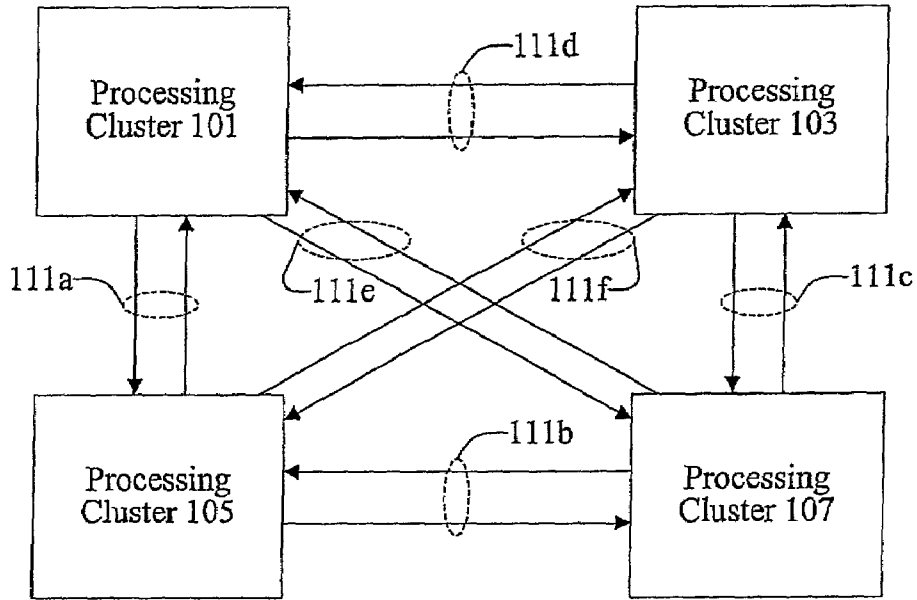 111d
Processing
Cluster 101
Processing
Cluster 103
111a
111e
111f
111c
111b
Processing
Cluster 105
Processing
Cluster 107